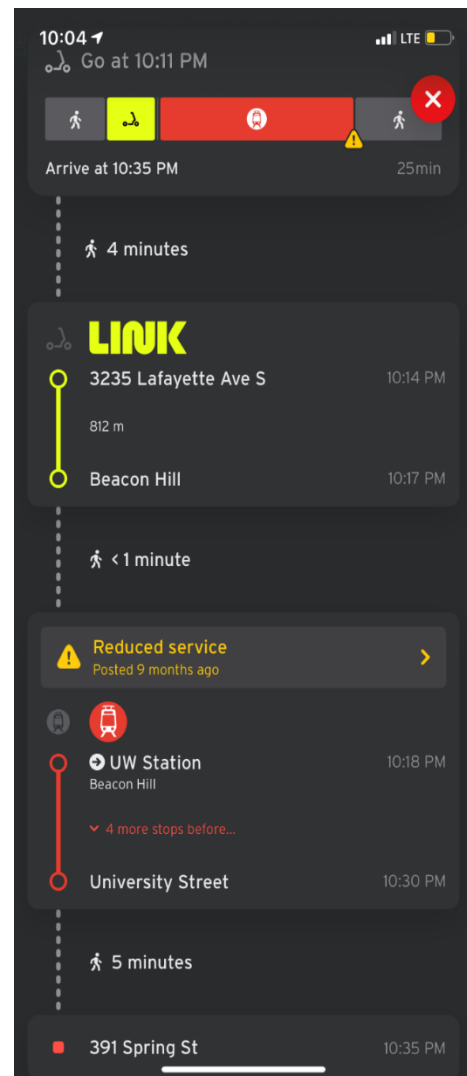 10:04
LTE
Go at 10:11 PM
Arrive at 10:35 PM 25min
4 minutes
LINK
3235 Lafayette Ave S 10:14 PM
812 m
Beacon Hill 10:17 PM
< 1 minute
Reduced service
Posted 9 months ago
UW Station 10:18 PM
Beacon Hill
4 more stops before...
University Street 10:30 PM
5 minutes
391 Spring St 10:35 PM